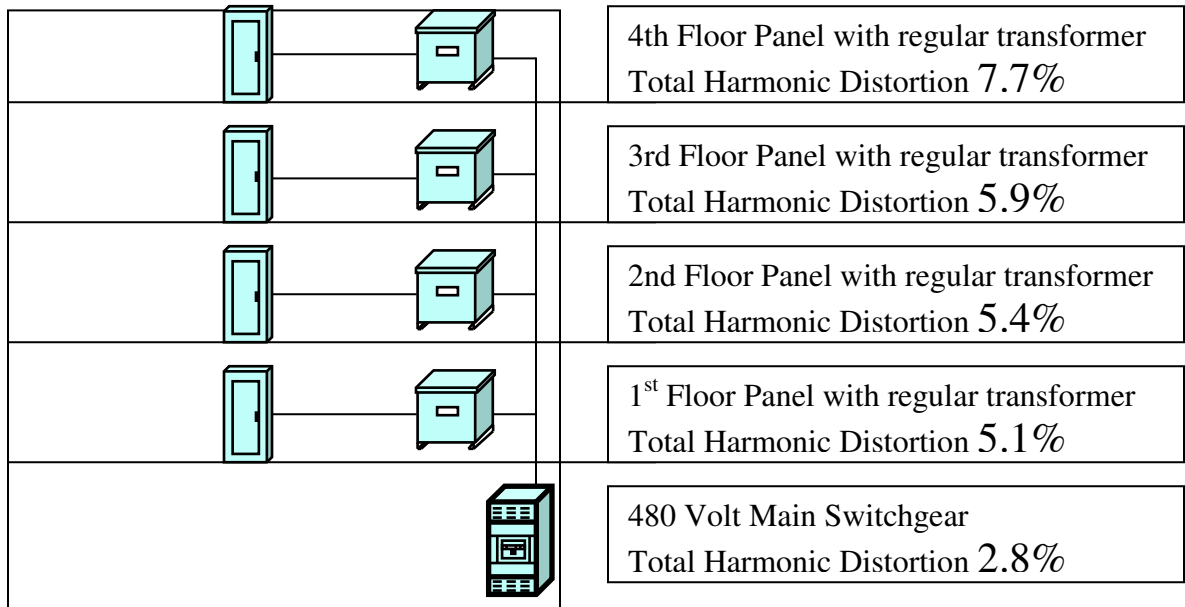 4th Floor Panel with regular transformer
Total Harmonic Distortion 7.7%
3rd Floor Panel with regular transformer
Total Harmonic Distortion 5.9%
2nd Floor Panel with regular transformer
Total Harmonic Distortion 5.4%
1st Floor Panel with regular transformer
Total Harmonic Distortion 5.1%
480 Volt Main Switchgear
Total Harmonic Distortion 2.8%